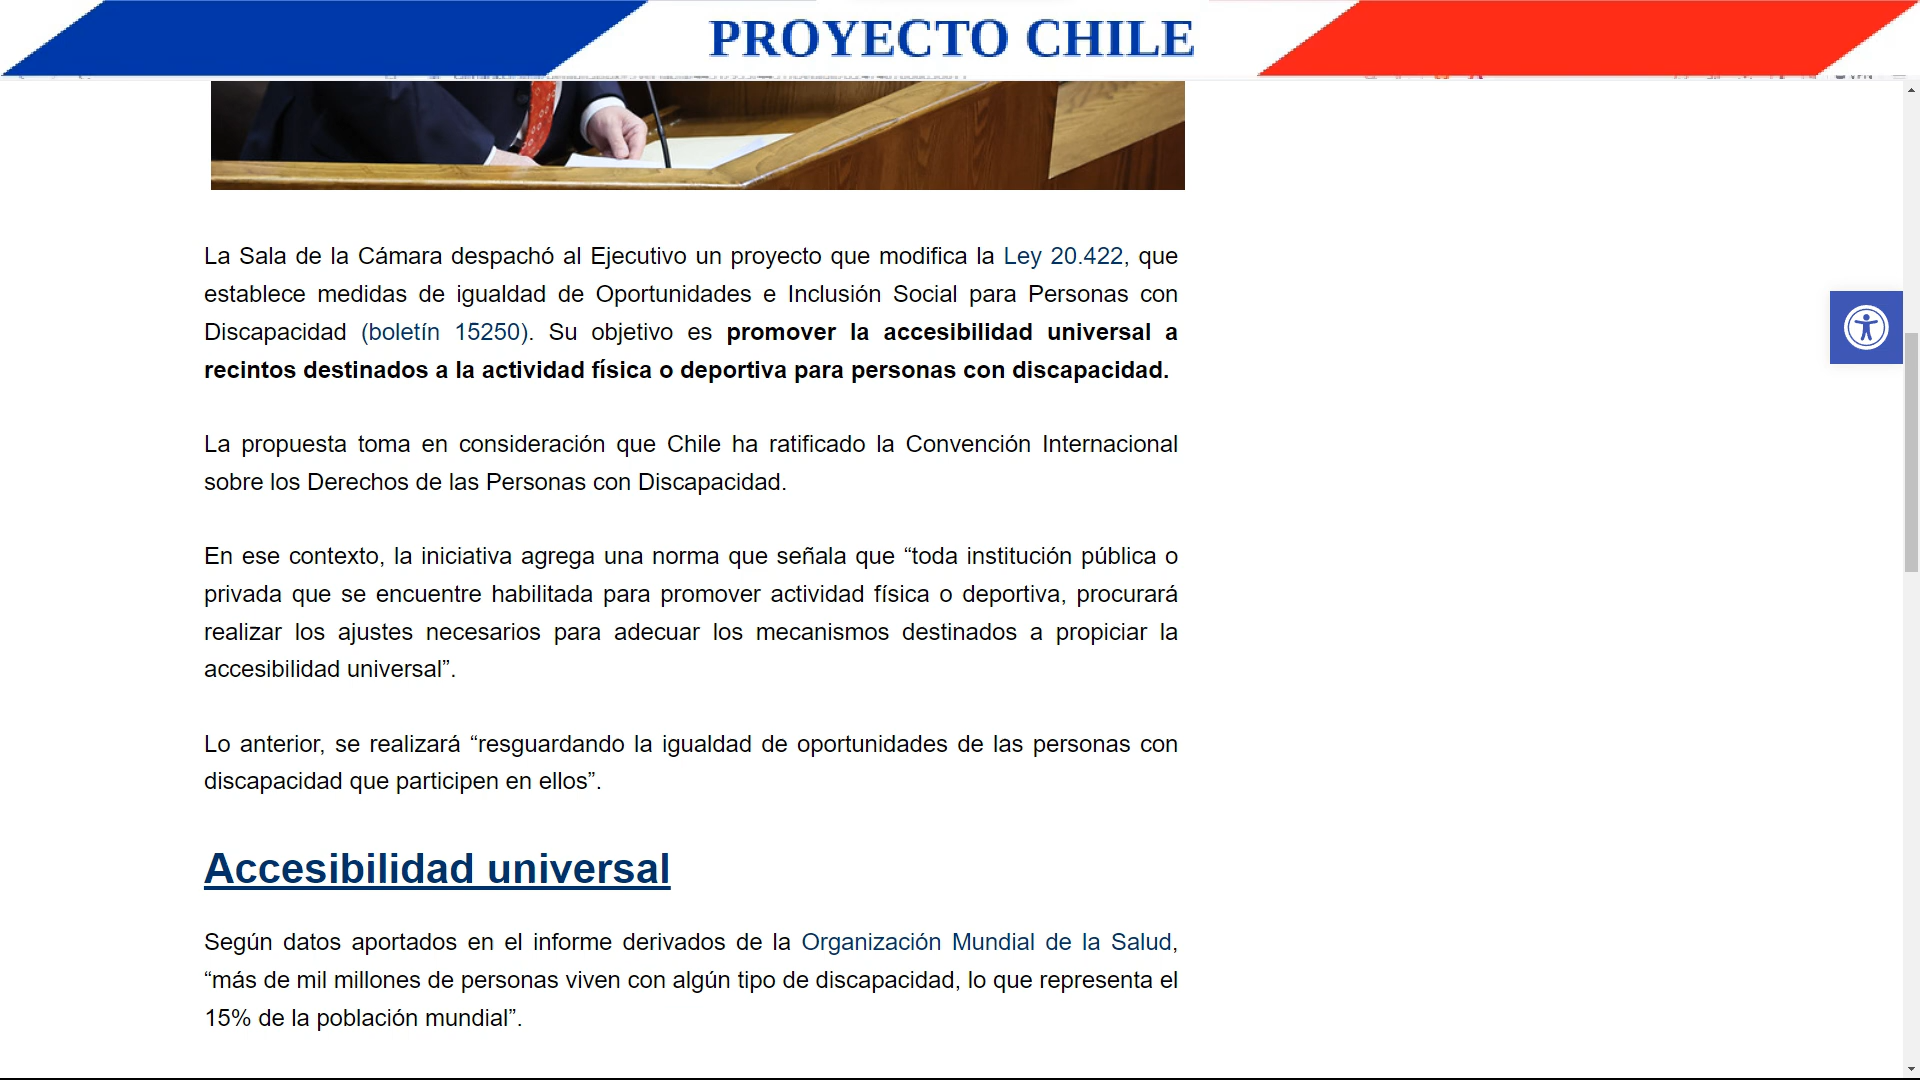 PROYECTO CHILE
La Sala de la Cámara despachó al Ejecutivo un proyecto que modifica la Ley 20.422, que
establece medidas de igualdad de Oportunidades e Inclusión Social para Personas con
Discapacidad (boletín 15250). Su objetivo es promover la accesibilidad universal a
recintos destinados a la actividad física o deportiva para personas con discapacidad.
La propuesta toma en consideración que Chile ha ratificado la Convención Internacional
sobre los Derechos de las Personas con Discapacidad.
En ese contexto, la iniciativa agrega una norma que señala que “toda institución pública o
privada que se encuentre habilitada para promover actividad física o deportiva, procurará
realizar los ajustes necesarios para adecuar los mecanismos destinados a propiciar la
accesibilidad universal”.
Lo anterior, se realizará “resguardando la igualdad de oportunidades de las personas con
discapacidad que participen en ellos”.
Accesibilidad universal
Según datos aportados en el informe derivados de la Organización Mundial de la Salud,
“más de mil millones de personas viven con algún tipo de discapacidad, lo que representa el
15% de la población mundial”.